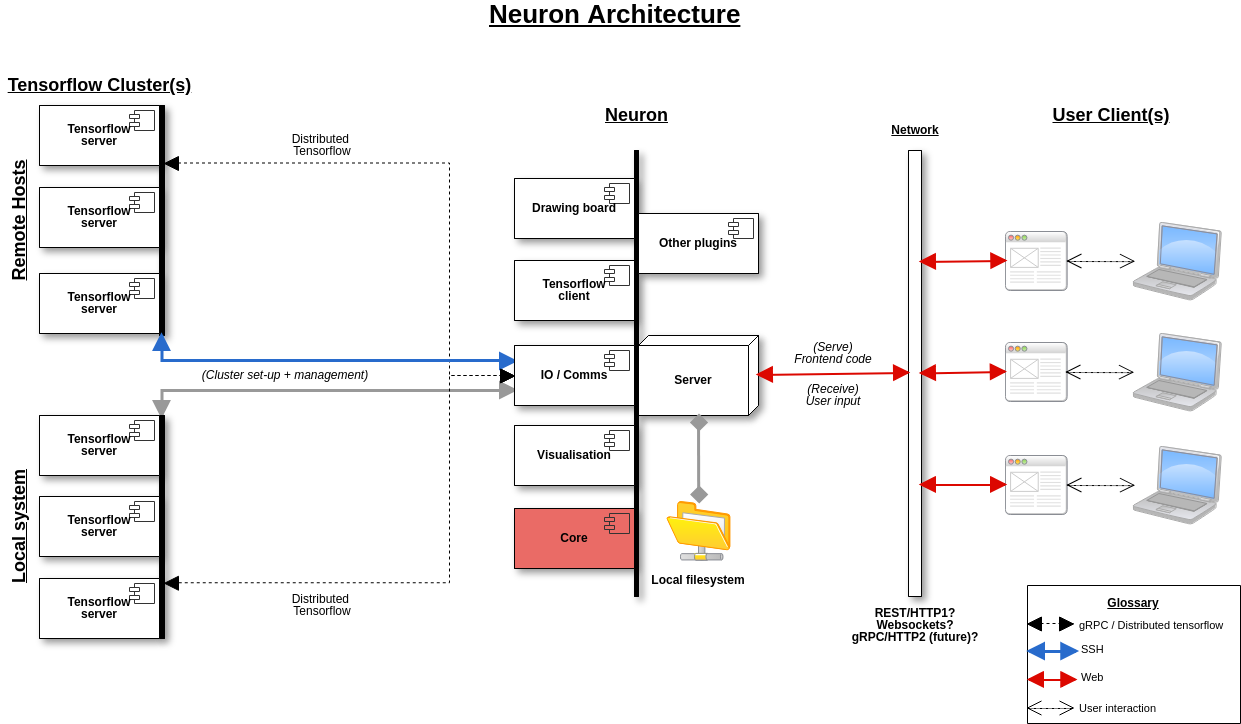 Neuron Architecture
Tensorflow Cluster(s)
Remote Hosts
Tensorflow
server
Tensorflow
server
Tensorflow
server
Local system
Tensorflow
server
Tensorflow
server
Tensorflow
server
Distributed
Tensorflow
(Cluster set-up + management)
Distributed
Tensorflow
Neuron
Drawing board
Other plugins
Tensorflow
client
IO / Comms
Server
Visualisation
Core
Local filesystem
(Serve)
Frontend code
(Receive)
User input
Network
REST/HTTP1?
Websockets?
gRPC/HTTP2 (future)?
User Client(s)
Glossary
gRPC / Distributed tensorflow
SSH
Web
User interaction